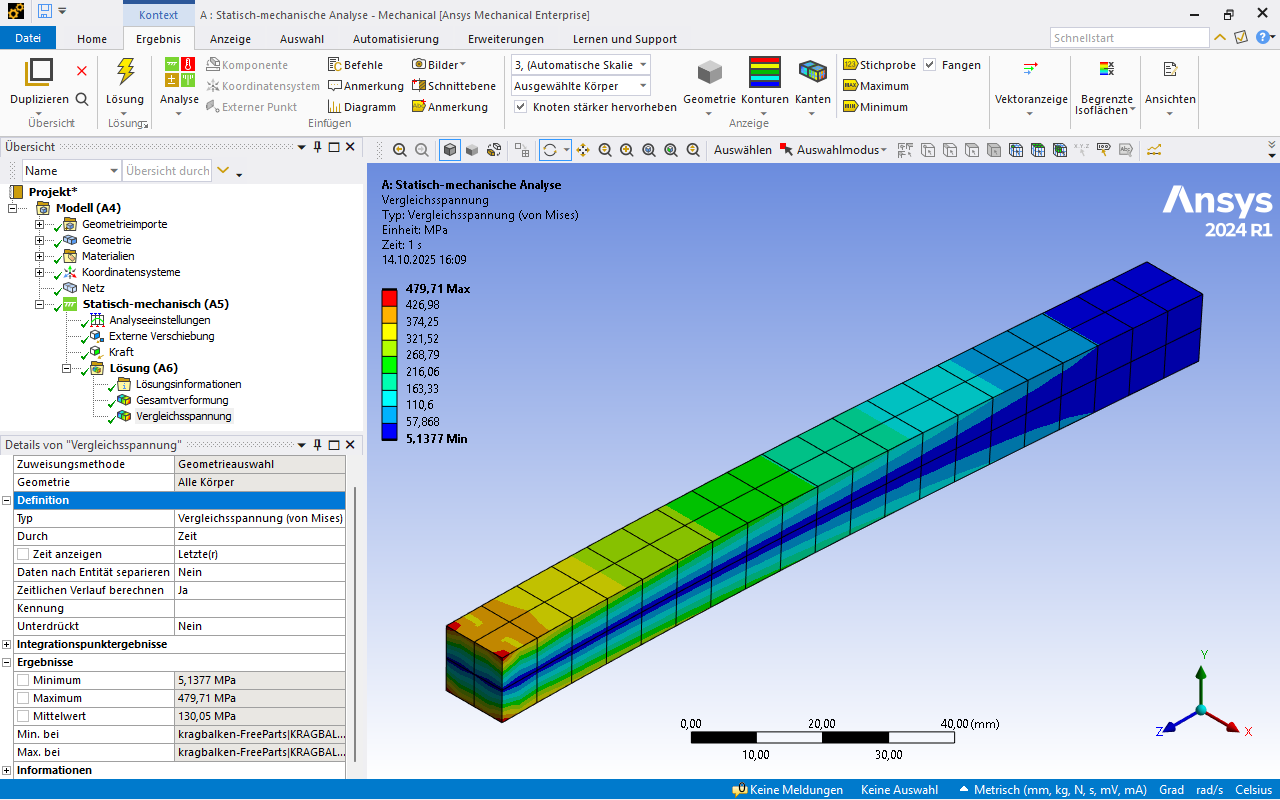 Kontext
A : Statisch-mechanische Analyse - Mechanical [Ansys Mechanical Enterprise]
Datei Home Ergebnis Anzeige Auswahl Automatisierung Erweiterungen Lernen und Support
Schnellstart
Duplizieren
Übersicht
Lösung
Lösung
Analyse
Komponente
Koordinatensystem
Externer Punkt
Befehle
Anmerkung
Diagramm
Bilder
Schnittebene
Anmerkung
Einfügen
3, (Automatische Skalie
Ausgewählte Körper
Knoten stärker hervorheben
Geometrie
Konturen
Kanten
Stichprobe
Maximum
Minimum
Fangen
Anzeige
Vektoranzeige
Begrenzte
Isoflächen
Ansichten
Übersicht
Name
Übersicht durch
Auswählen Auswahlmodus
Projekt*
Modell (A4)
Geometrieimporte
Geometrie
Materialien
Koordinatensysteme
Netz
Statisch-mechanisch (A5)
Analyseeinstellungen
Externe Verschiebung
Kraft
Lösung (A6)
Lösungsinformationen
Gesamtverformung
Vergleichsspannung
Details von "Vergleichsspannung"
Zuweisungsmethode Geometrieauswahl
Geometrie Alle Körper
Definition
Typ Vergleichsspannung (von Mises)
Durch Zeit
Zeit anzeigen Letzte(r)
Daten nach Entität separieren Nein
Zeitlichen Verlauf berechnen Ja
Kennung
Unterdrückt Nein
Integrationspunktergebnisse
Ergebnisse
Minimum 5,1377 MPa
Maximum 479,71 MPa
Mittelwert 130,05 MPa
Min. bei kragbalken-FreeParts|KRAGBAL...
Max. bei kragbalken-FreeParts|KRAGBAL...
Informationen
A: Statisch-mechanische Analyse
Vergleichsspannung
Typ: Vergleichsspannung (von Mises)
Einheit: MPa
Zeit: 1 s
14.10.2025 16:09
479,71 Max
426,98
374,25
321,52
268,79
216,06
163,33
110,6
57,868
5,1377 Min
Ansys
2024 R1
0,00 20,00 40,00 (mm)
10,00 30,00
Y
Z
X
Keine Meldungen Keine Auswahl Metrisch (mm, kg, N, s, mV, mA) Grad rad/s Celsius